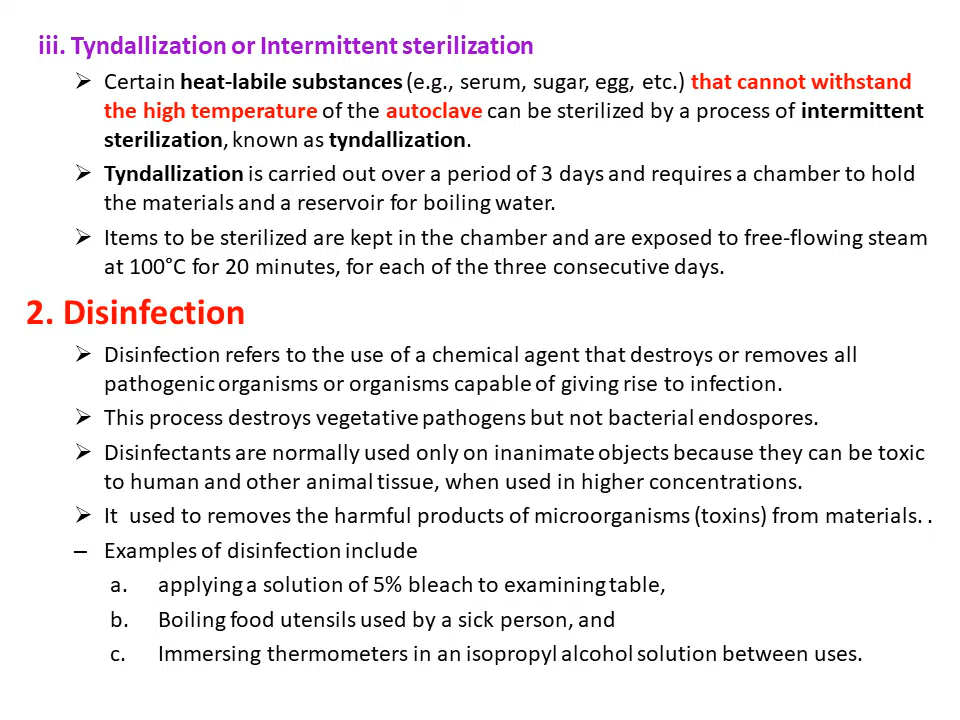 iii. Tyndallization or Intermittent sterilization
➢ Certain heat-labile substances (e.g., serum, sugar, egg, etc.) that cannot withstand
the high temperature of the autoclave can be sterilized by a process of intermittent
sterilization, known as tyndallization.
➢ Tyndallization is carried out over a period of 3 days and requires a chamber to hold
the materials and a reservoir for boiling water.
➢ Items to be sterilized are kept in the chamber and are exposed to free-flowing steam
at 100°C for 20 minutes, for each of the three consecutive days.
2. Disinfection
➢ Disinfection refers to the use of a chemical agent that destroys or removes all
pathogenic organisms or organisms capable of giving rise to infection.
➢ This process destroys vegetative pathogens but not bacterial endospores.
➢ Disinfectants are normally used only on inanimate objects because they can be toxic
to human and other animal tissue, when used in higher concentrations.
➢ It  used to removes the harmful products of microorganisms (toxins) from materials. .
– Examples of disinfection include
a. applying a solution of 5% bleach to examining table,
b. Boiling food utensils used by a sick person, and
c. Immersing thermometers in an isopropyl alcohol solution between uses.